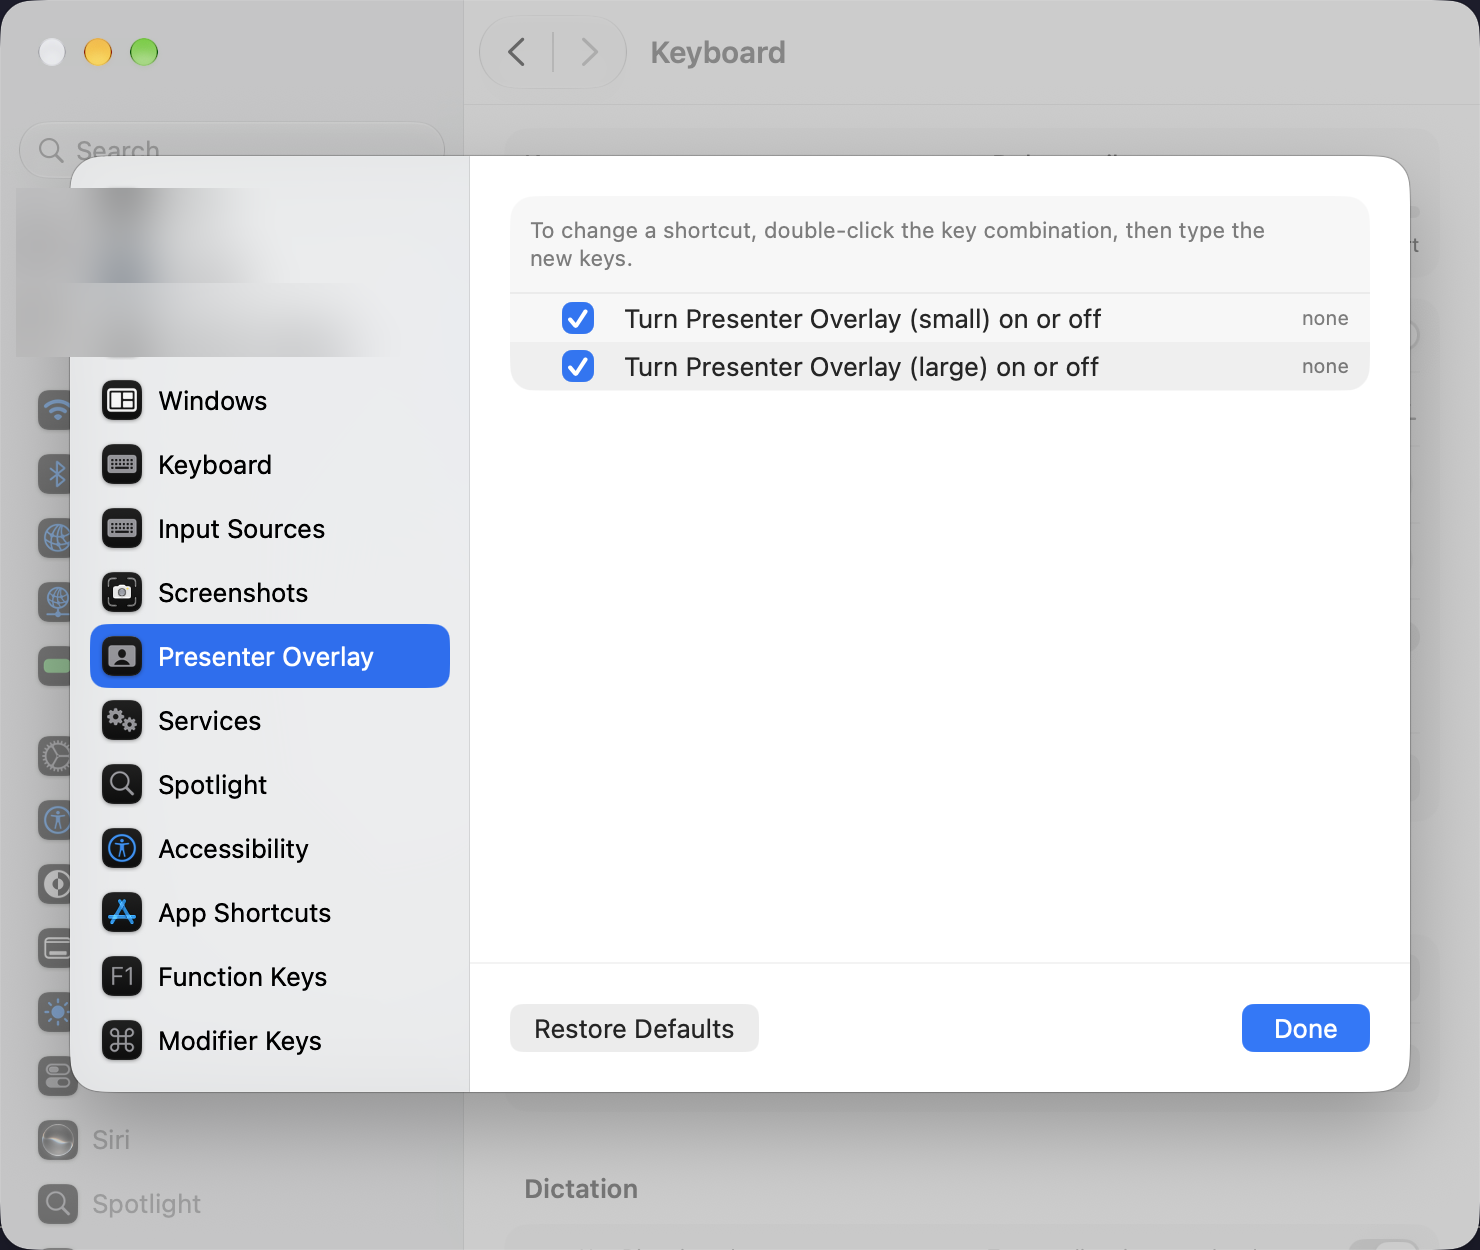 Keyboard
Search
To change a shortcut, double-click the key combination, then type the
new keys.
Turn Presenter Overlay (small) on or off none
Turn Presenter Overlay (large) on or off none
Windows
Keyboard
Input Sources
Screenshots
Presenter Overlay
Services
Spotlight
Accessibility
App Shortcuts
F1 Function Keys
Modifier Keys
Restore Defaults
Done
Siri
Spotlight
Dictation